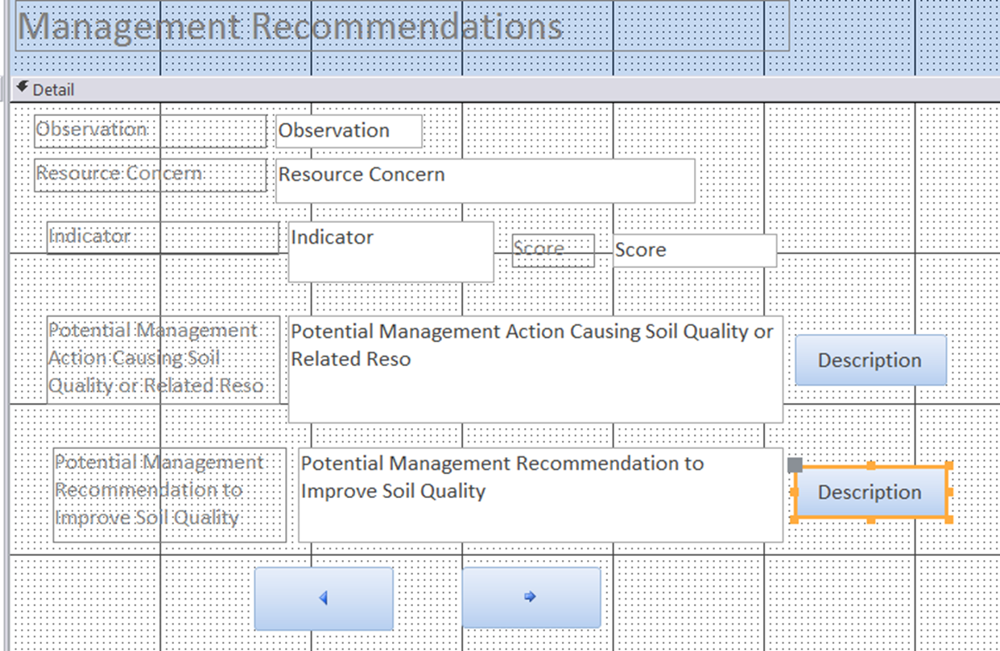 Management Recommendations
Detail
Observation
Observation
Resource Concern
Resource Concern
Indicator
Indicator
Score
Score
Potential Management
Action Causing Soil
Quality or Related Reso
Potential Management Action Causing Soil Quality or
Related Reso
Description
Potential Management
Recommendation to
Improve Soil Quality
Potential Management Recommendation to
Improve Soil Quality
Description